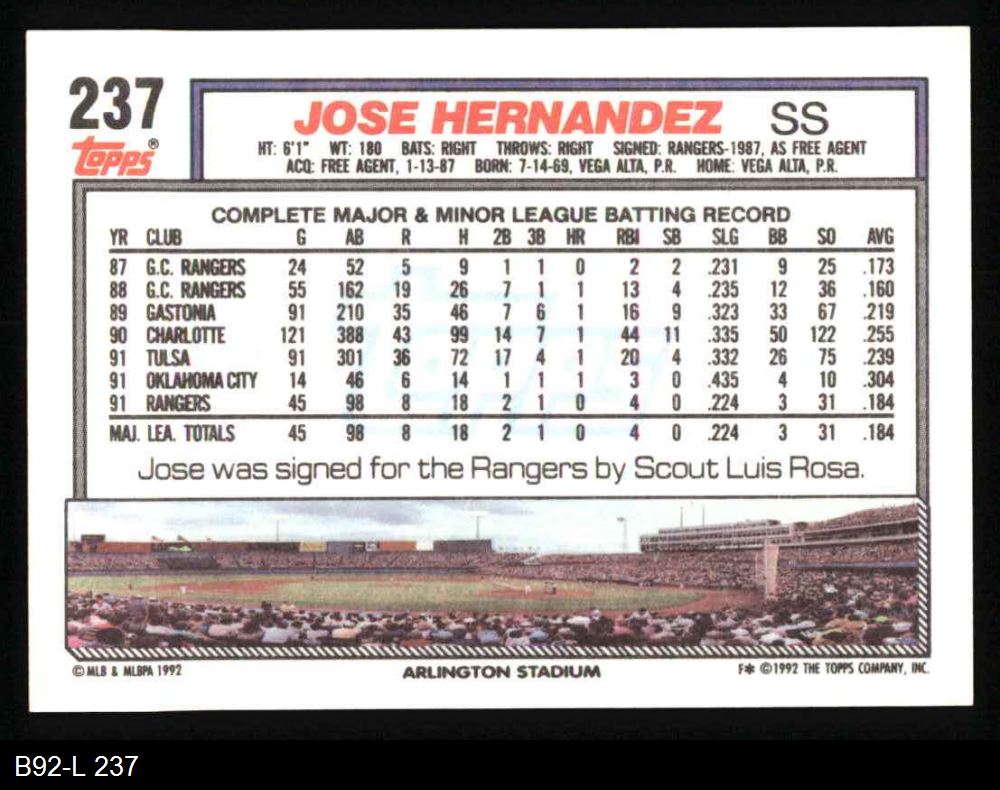 237
Topps®
JOSE HERNANDEZ SS
HT: 6'1" WT: 180 BATS: RIGHT THROWS: RIGHT SIGNED: RANGERS-1987, AS FREE AGENT
ACQ: FREE AGENT, 1-13-87 BORN: 7-14-69, VEGA ALTA, P.R. HOME: VEGA ALTA, P.R.
COMPLETE MAJOR & MINOR LEAGUE BATTING RECORD
YR CLUB G AB R H 2B 3B HR RBI SB SLG BB SO AVG
87 G.C. RANGERS 24 52 5 9 1 1 0 2 2 .231 9 25 .173
88 G.C. RANGERS 55 162 19 26 7 1 1 13 4 .235 12 36 .160
89 GASTONIA 91 210 35 46 7 6 1 16 9 .323 33 67 .219
90 CHARLOTTE 121 388 43 99 14 7 1 44 11 .335 50 122 .255
91 TULSA 91 301 36 72 17 4 1 20 4 .332 26 75 .239
91 OKLAHOMA CITY 14 46 6 14 1 1 1 3 0 .435 4 10 .304
91 RANGERS 45 98 8 18 2 1 0 4 0 .224 3 31 .184
MAJ. LEA. TOTALS 45 98 8 18 2 1 0 4 0 .224 3 31 .184
Jose was signed for the Rangers by Scout Luis Rosa.
© MLB & MLBPA 1992 ARLINGTON STADIUM F* ©1992 THE TOPPS COMPANY, INC.
B92-L 237